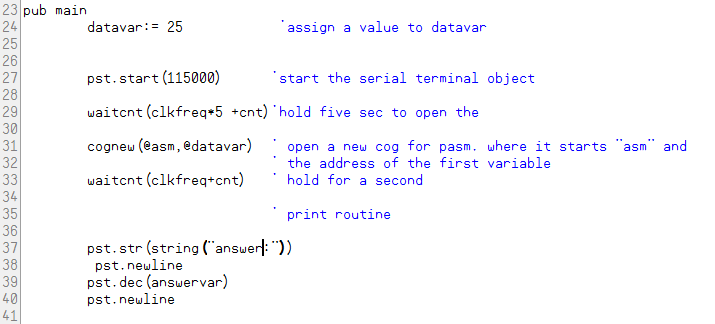 23 pub main
24 datavar:= 25 'assign a value to datavar
25
26
27 pst.start(115000) 'start the serial terminal object
28
29 waitcnt(clkfreq*5 +cnt) 'hold five sec to open the
30
31 cognew(@asm,@datavar) ' open a new cog for pasm. where it starts "asm" and
32 ' the address of the first variable
33 waitcnt(clkfreq+cnt) ' hold for a second
34
35 ' print routine
36
37 pst.str(string("answer:"))
38 pst.newline
39 pst.dec(answervar)
40 pst.newline
41